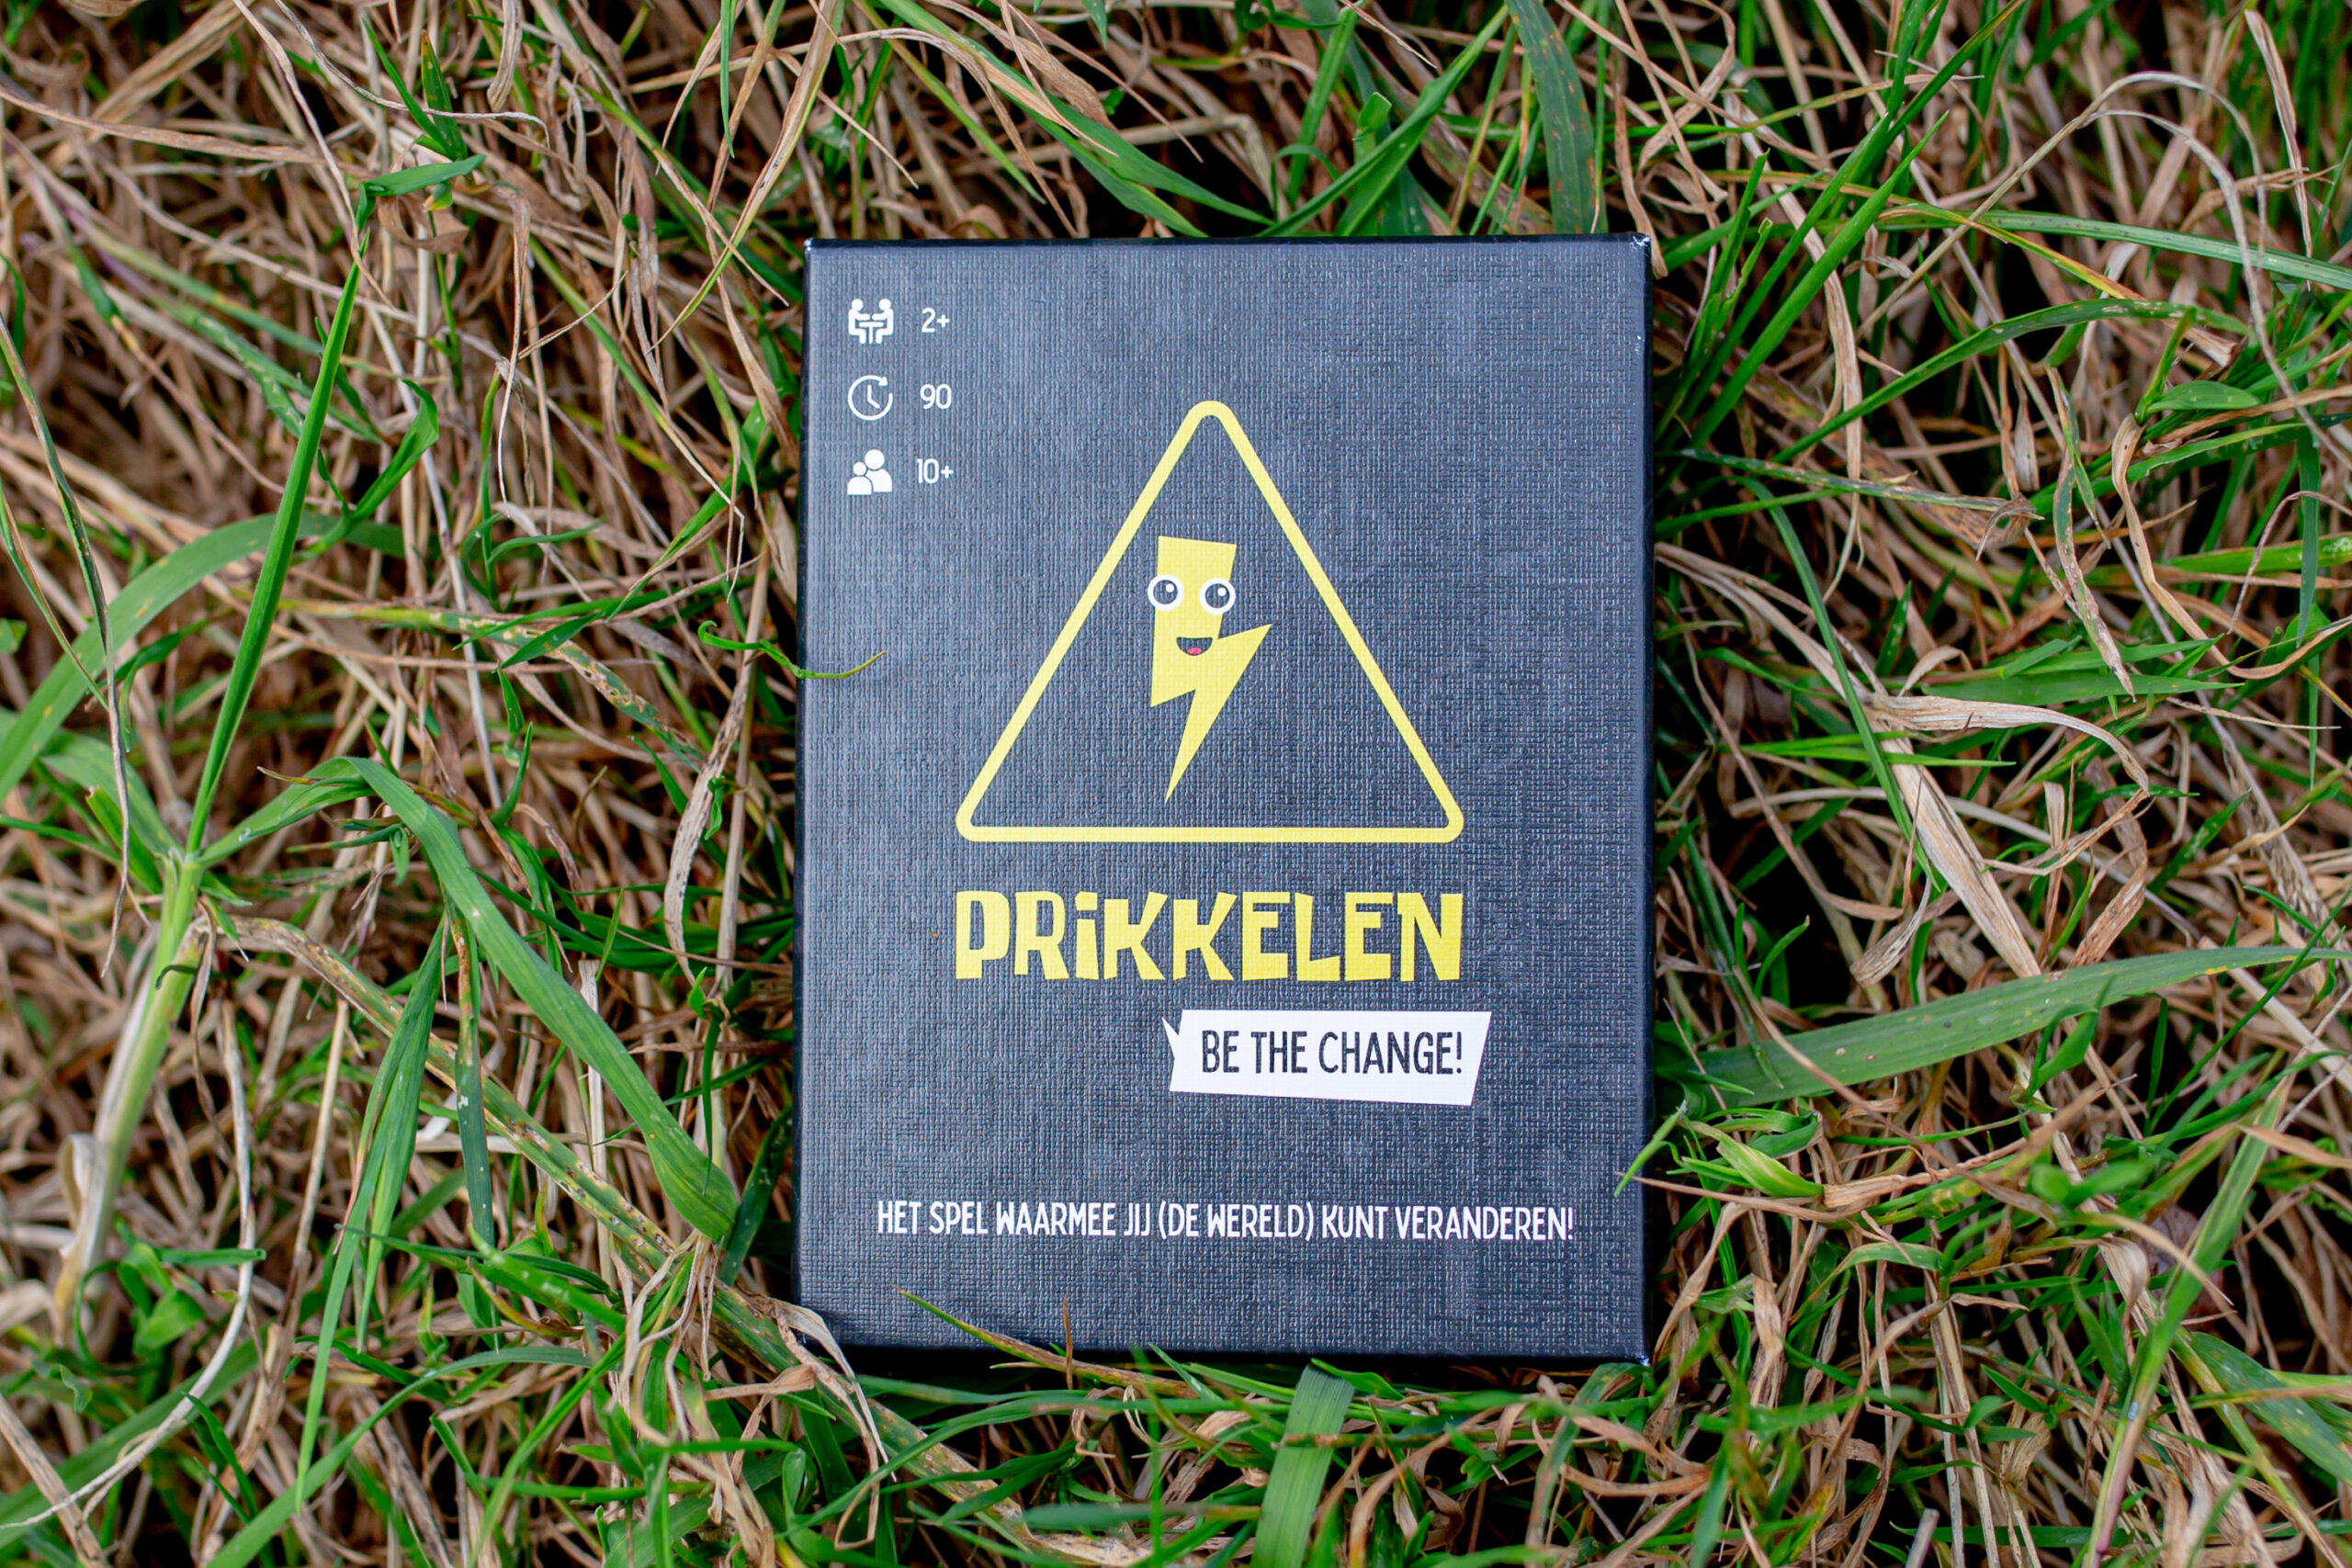 2+
90
10+
PRiKKELEN
BE THE CHANGE!
HET SPEL WAARMEE JIJ (DE WERELD) KUNT VERANDEREN!